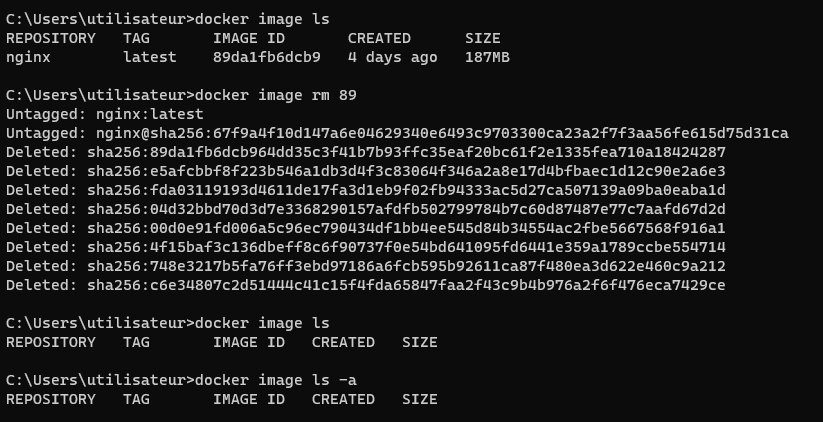 C:\Users\utilisateur>docker image ls
REPOSITORY   TAG       IMAGE ID       CREATED      SIZE
nginx        latest    89da1fb6dcb9   4 days ago   187MB
C:\Users\utilisateur>docker image rm 89
Untagged: nginx:latest
Untagged: nginx@sha256:67f9a4f10d147a6e04629340e6493c9703300ca23a2f7f3aa56fe615d75d31ca
Deleted: sha256:89da1fb6dcb964dd35c3f41b7b93ffc35eaf20bc61f2e1335fea710a18424287
Deleted: sha256:e5afcbbf8f223b546a1db3d4f3c83064f346a2a8e17d4bfbaec1d12c90e2a6e3
Deleted: sha256:fda03119193d4611de17fa3d1eb9f02fb94333ac5d27ca507139a09ba0eaba1d
Deleted: sha256:04d32bbd70d3d7e3368290157afdfb502799784b7c60d87487e77c7aafd67d2d
Deleted: sha256:00d0e91fd006a5c96ec790434df1bb4ee545d84b34554ac2fbe5667568f916a1
Deleted: sha256:4f15baf3c136dbeff8c6f90737f0e54bd641095fd6441e359a1789ccbe554714
Deleted: sha256:748e3217b5fa76ff3ebd97186a6fcb595b92611ca87f480ea3d622e460c9a212
Deleted: sha256:c6e34807c2d51444c41c15f4fda65847faa2f43c9b4b976a2f6f476eca7429ce
C:\Users\utilisateur>docker image ls
REPOSITORY   TAG       IMAGE ID   CREATED   SIZE
C:\Users\utilisateur>docker image ls -a
REPOSITORY   TAG       IMAGE ID   CREATED   SIZE